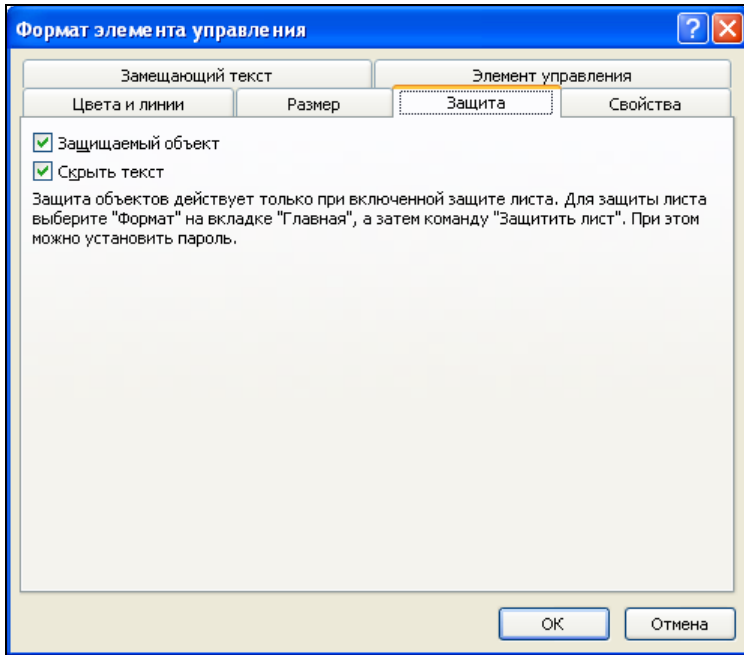 Формат элемента управления
Замещающий текст Элемент управления
Цвета и линии Размер Защита Свойства
Защищаемый объект
Скрыть текст
Защита объектов действует только при включенной защите листа. Для защиты листа
выберите "Формат" на вкладке "Главная", а затем команду "Защитить лист". При этом
можно установить пароль.
ОК Отмена